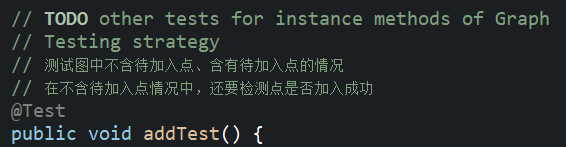 // TODO other tests for instance methods of Graph
// Testing strategy
// 测试图中不含待加入点、含有待加入点的情况
// 在不含待加入点情况中，还要检测点是否加入成功
@Test
public void addTest() {